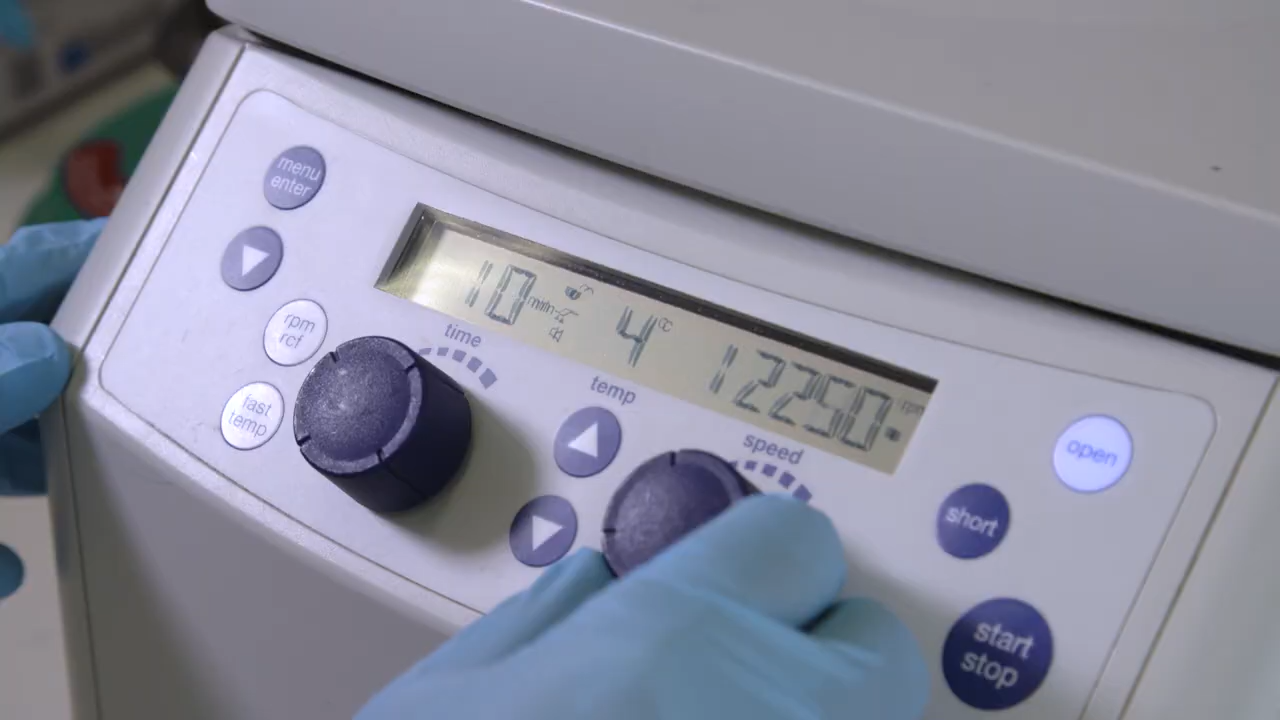 menu
enter
rpm
rcf
fast
temp
10 min 4 °C 12250 rpm
time
temp
speed
open
short
start
stop